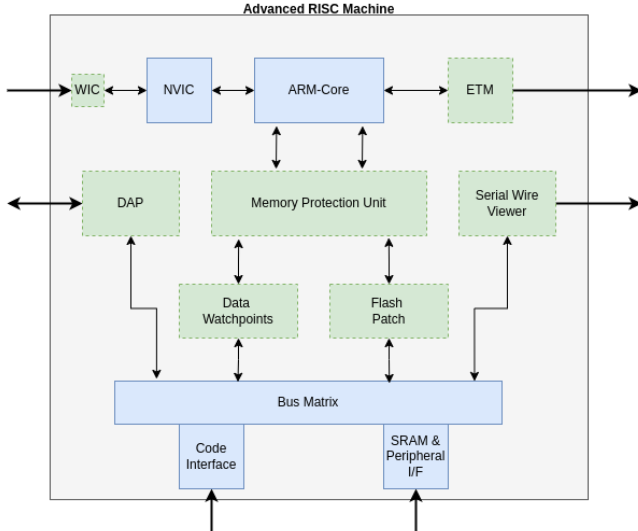 Advanced RISC Machine
WIC
NVIC
ARM-Core
ETM
DAP
Memory Protection Unit
Serial Wire
Viewer
Data
Watchpoints
Flash
Patch
Bus Matrix
Code
Interface
SRAM &
Peripheral
I/F